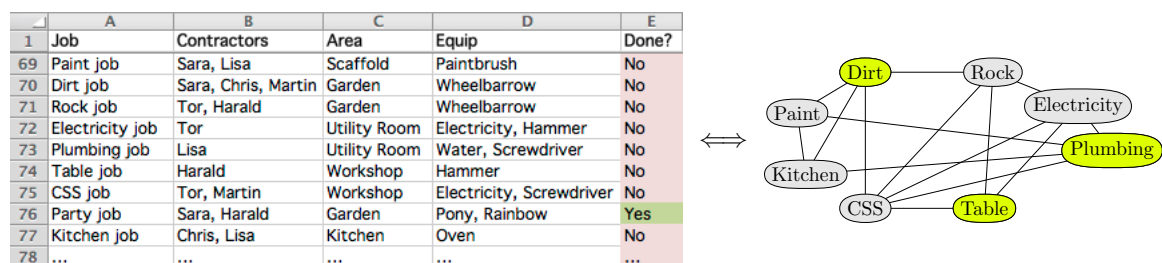 A B C D E
1 Job Contractors Area Equip Done?
69 Paint job Sara, Lisa Scaffold Paintbrush No
70 Dirt job Sara, Chris, Martin Garden Wheelbarrow No
71 Rock job Tor, Harald Garden Wheelbarrow No
72 Electricity job Tor Utility Room Electricity, Hammer No
73 Plumbing job Lisa Utility Room Water, Screwdriver No
74 Table job Harald Workshop Hammer No
75 CSS job Tor, Martin Workshop Electricity, Screwdriver No
76 Party job Sara, Harald Garden Pony, Rainbow Yes
77 Kitchen job Chris, Lisa Kitchen Oven No
78 ... ... ... ... ...
⟺
Dirt Rock
Paint Electricity
Plumbing
Kitchen
CSS Table